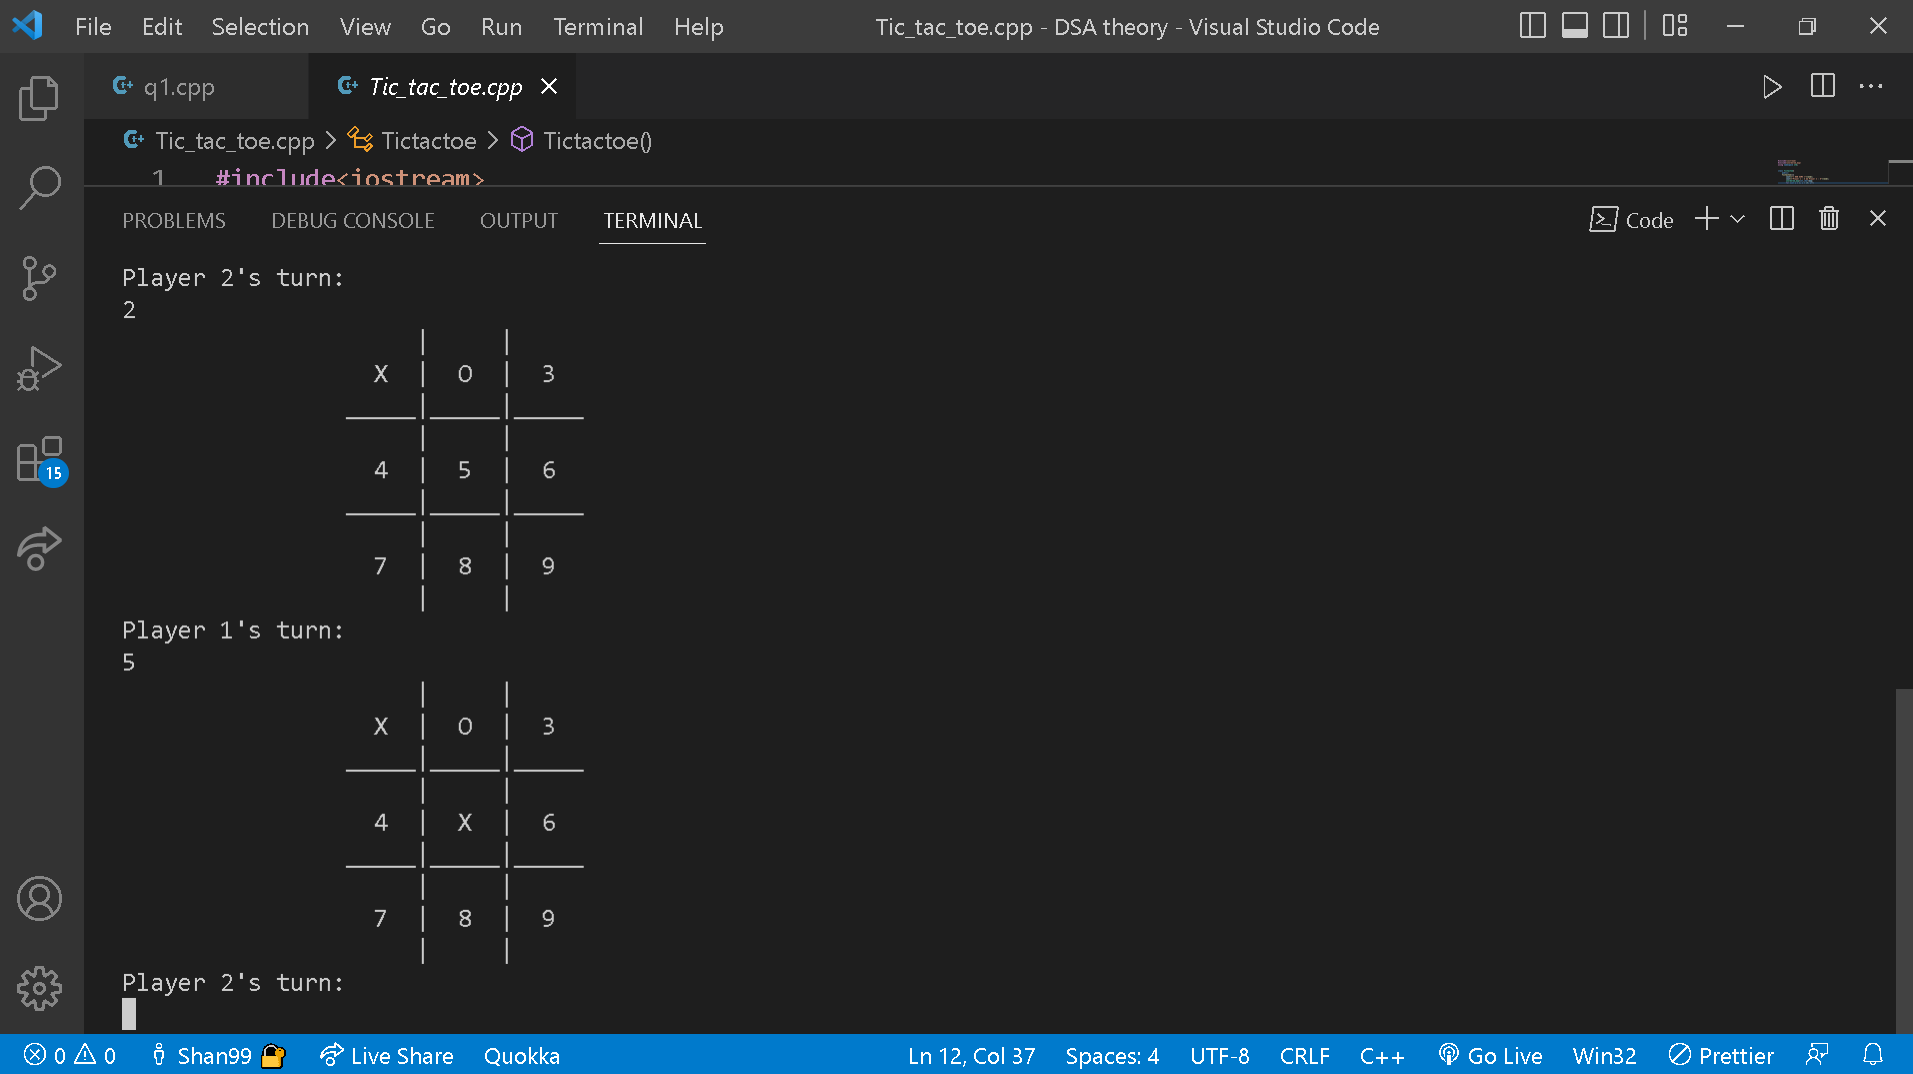 File Edit Selection View Go Run Terminal Help Tic_tac_toe.cpp - DSA theory - Visual Studio Code
q1.cpp Tic_tac_toe.cpp
Tic_tac_toe.cpp > Tictactoe > Tictactoe()
1 #include<iostream>
PROBLEMS DEBUG CONSOLE OUTPUT TERMINAL Code
Player 2's turn:
2
X | O | 3
4 | 5 | 6
7 | 8 | 9
Player 1's turn:
5
X | O | 3
4 | X | 6
7 | 8 | 9
Player 2's turn:
15
0 0 Shan99 Live Share Quokka Ln 12, Col 37 Spaces: 4 UTF-8 CRLF C++ Go Live Win32 Prettier